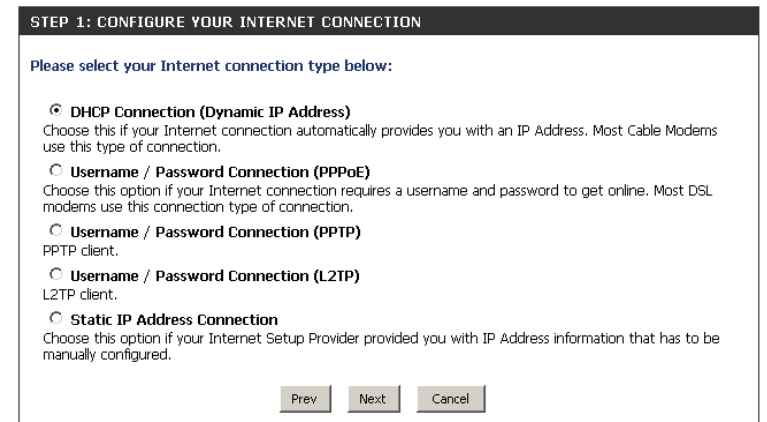 STEP 1: CONFIGURE YOUR INTERNET CONNECTION
Please select your Internet connection type below:
DHCP Connection (Dynamic IP Address)
Choose this if your Internet connection automatically provides you with an IP Address. Most Cable Modems
use this type of connection.
Username / Password Connection (PPPoE)
Choose this option if your Internet connection requires a username and password to get online. Most DSL
modems use this connection type of connection.
Username / Password Connection (PPTP)
PPTP client.
Username / Password Connection (L2TP)
L2TP client.
Static IP Address Connection
Choose this option if your Internet Setup Provider provided you with IP Address information that has to be
manually configured.
Prev Next Cancel